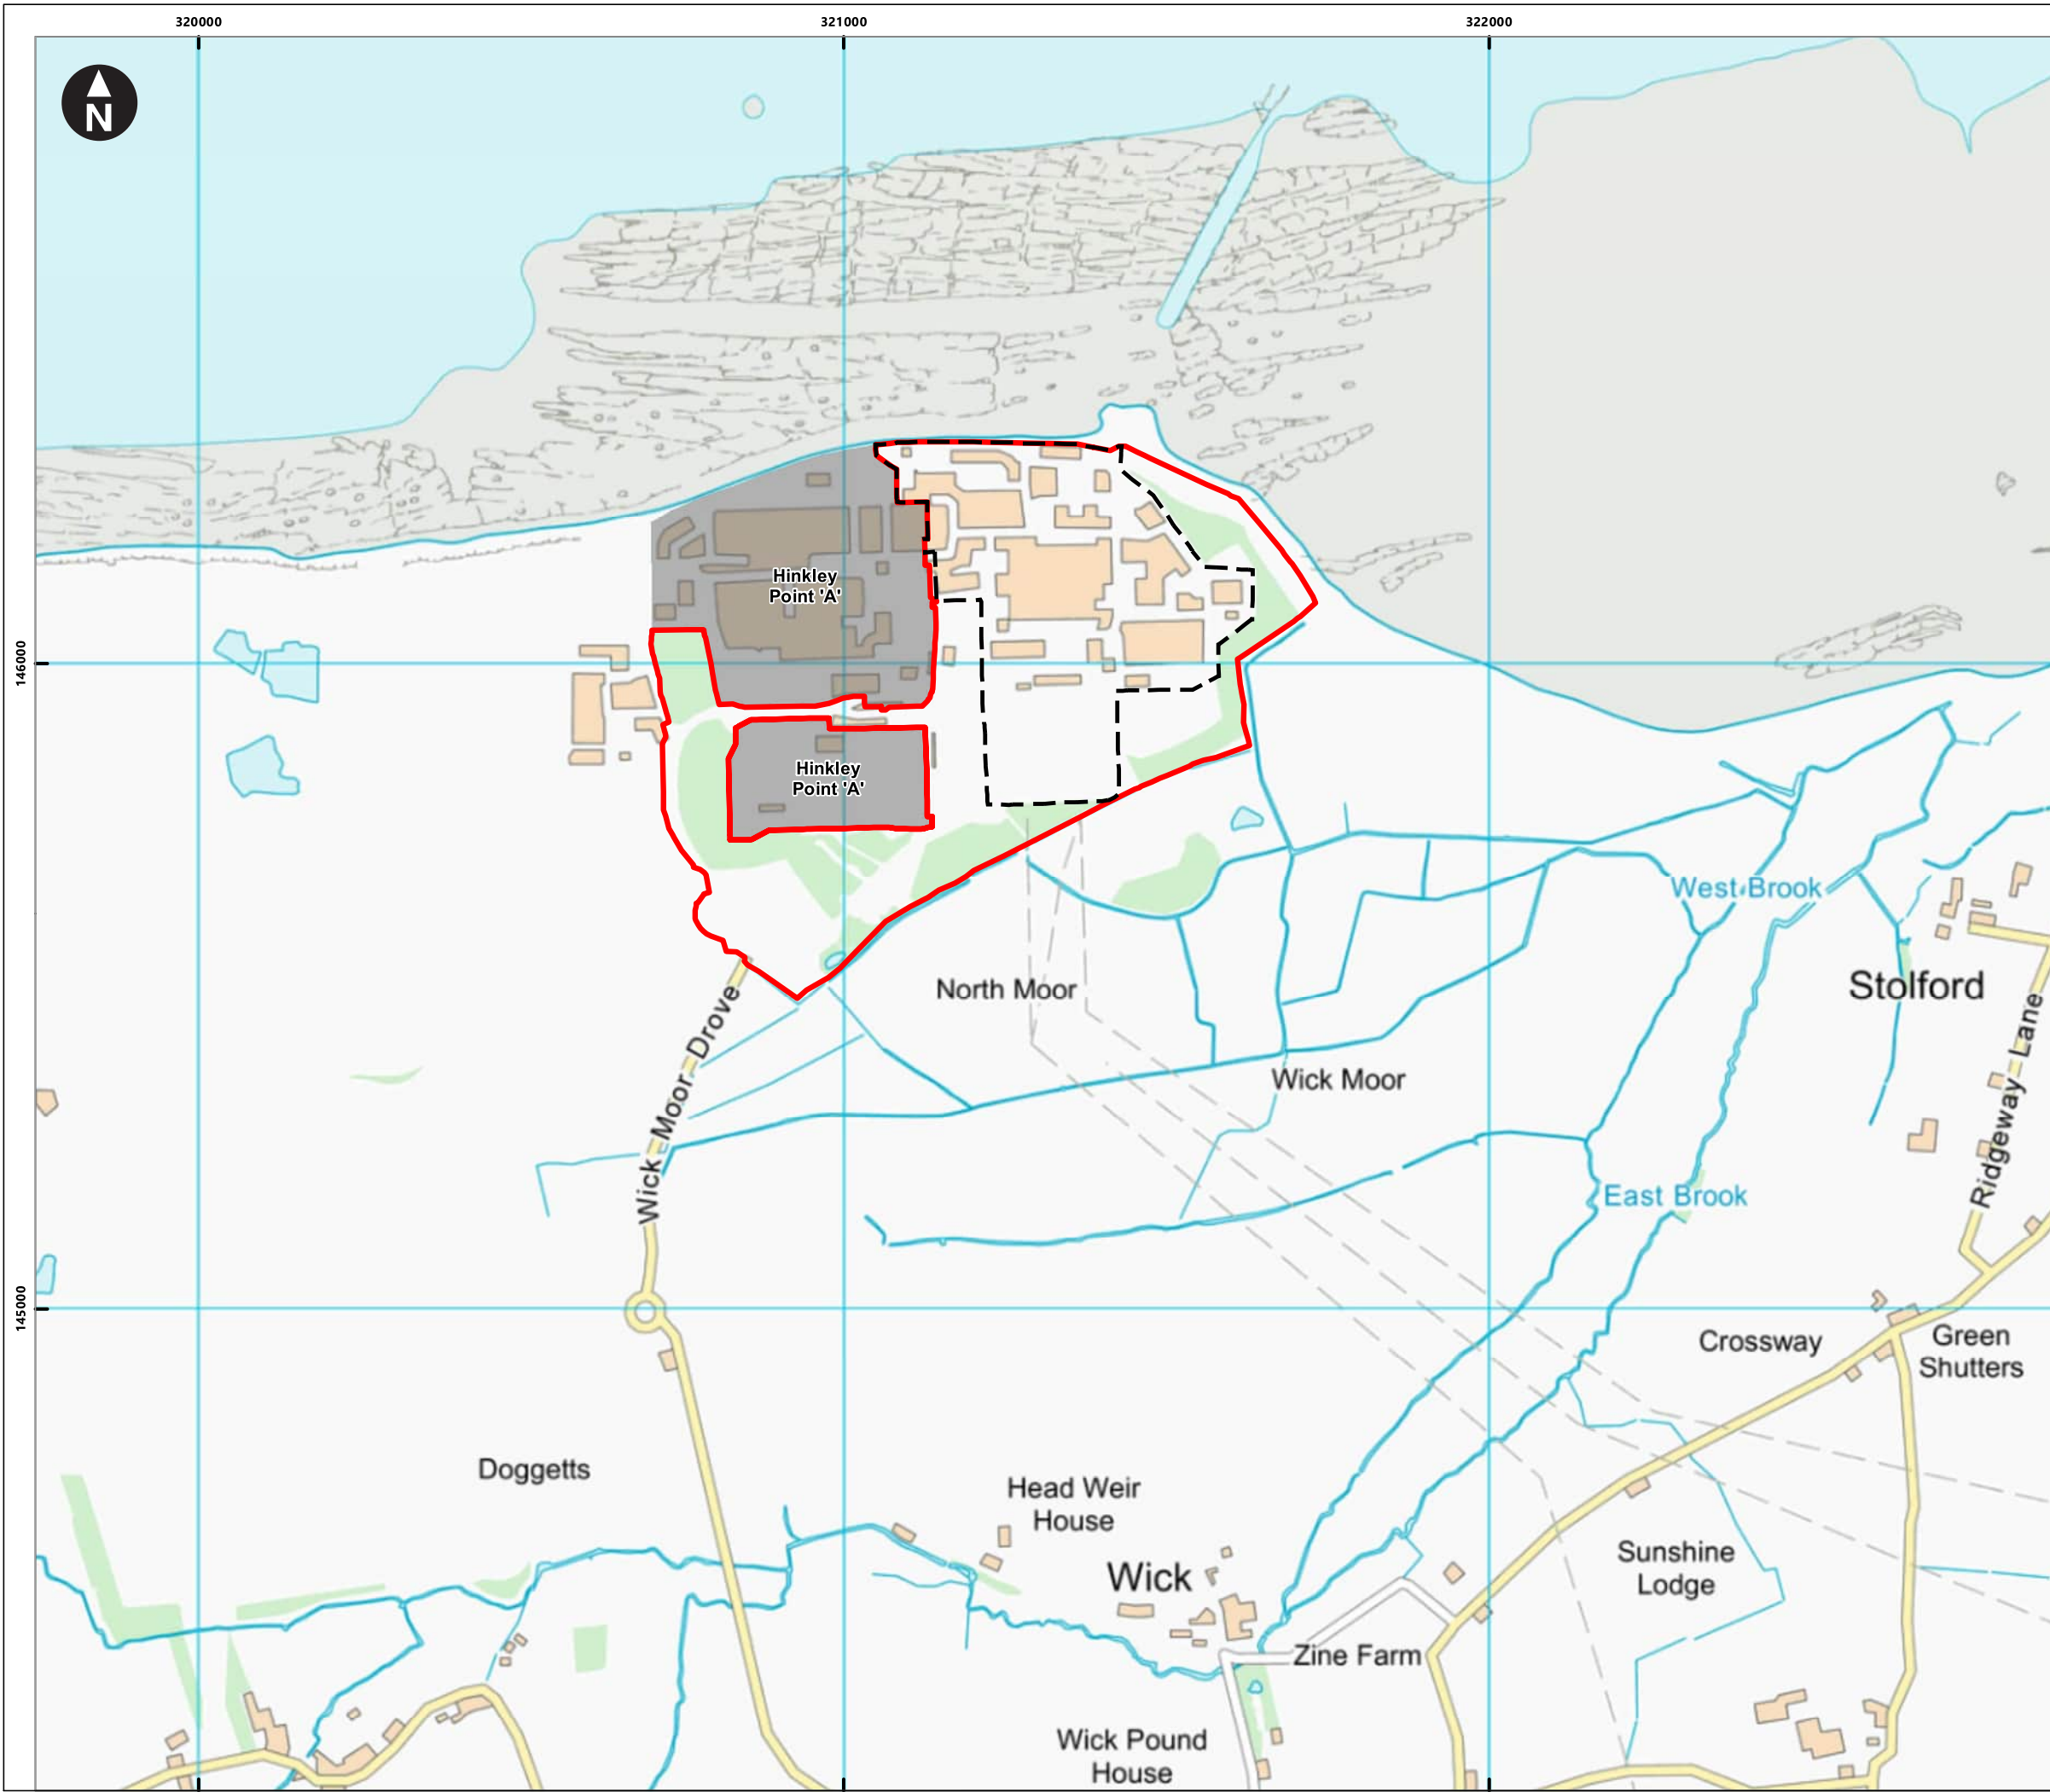 320000
321000
322000
N
146000
145000
Hinkley
Point 'A'
Hinkley
Point 'A'
West Brook
North Moor
Stolford
Wick Moor Drove
Ridgeway Lane
Wick Moor
East Brook
Crossway
Green
Shutters
Doggetts
Head Weir
House
Wick
Sunshine
Lodge
Zine Farm
Wick Pound
House